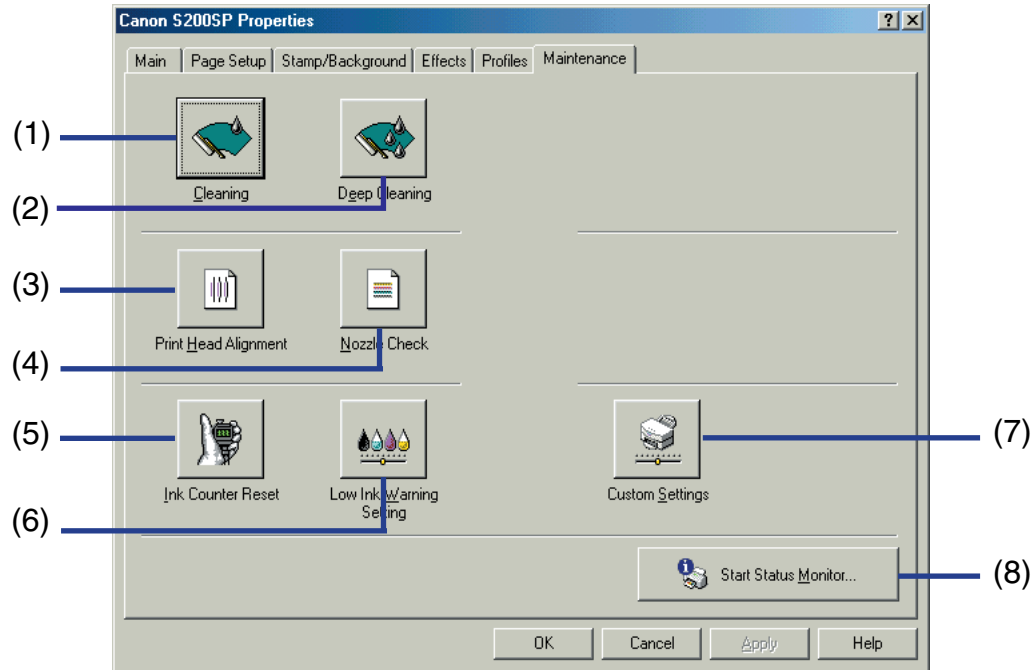 Canon S200SP Properties
Main Page Setup Stamp/Background Effects Profiles Maintenance
(1)
Cleaning Deep Cleaning
(2)
(3)
Print Head Alignment Nozzle Check
(4)
(5)
(7)
Ink Counter Reset Low Ink Warning Setting Custom Settings
(6)
Start Status Monitor...
(8)
OK Cancel Apply Help